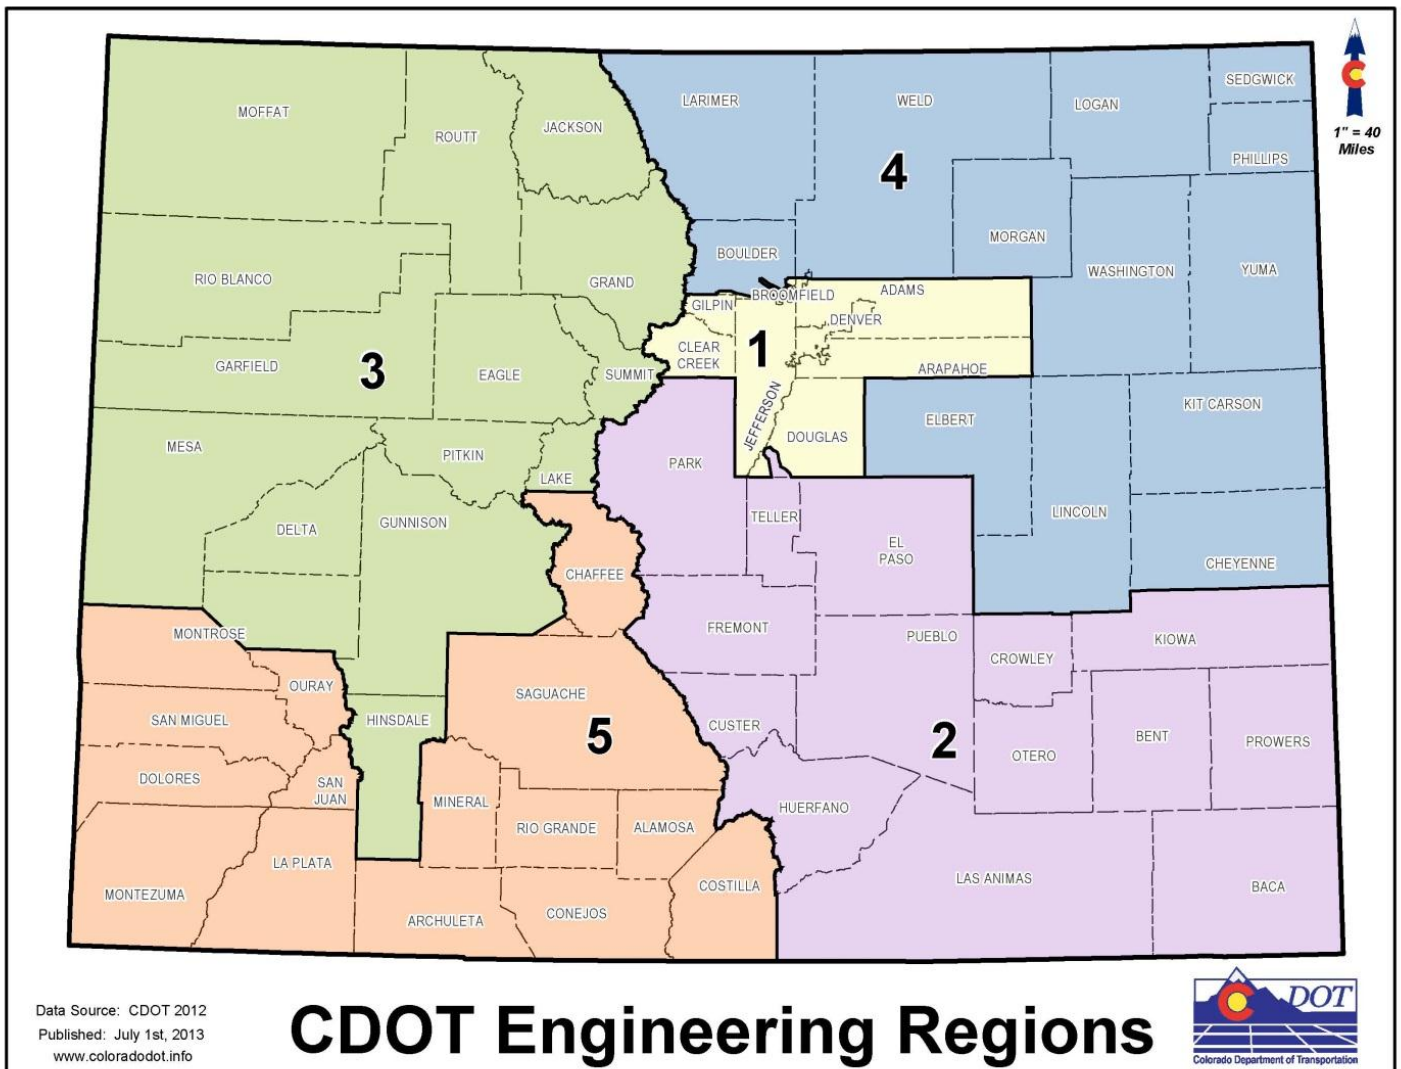 MOFFAT
ROUTT
JACKSON
LARIMER
WELD
LOGAN
SEDGWICK
PHILLIPS
1" = 40
Miles
4
RIO BLANCO
GRAND
BOULDER
MORGAN
WASHINGTON
YUMA
GILPIN
BROOMFIELD
ADAMS
DENVER
GARFIELD
3
EAGLE
SUMMIT
CLEAR
CREEK
1
ARAPAHOE
JEFFERSON
DOUGLAS
ELBERT
KIT CARSON
MESA
PITKIN
LAKE
PARK
DELTA
GUNNISON
TELLER
EL
PASO
LINCOLN
CHEYENNE
CHAFFEE
MONTROSE
FREMONT
PUEBLO
CROWLEY
KIOWA
OURAY
SAN MIGUEL
HINSDALE
SAGUACHE
5
CUSTER
2
OTERO
BENT
PROWERS
DOLORES
SAN
JUAN
MINERAL
RIO GRANDE
ALAMOSA
HUERFANO
LA PLATA
MONTEZUMA
ARCHULETA
CONEJOS
COSTILLA
LAS ANIMAS
BACA
Data Source: CDOT 2012
Published: July 1st, 2013
www.coloradodot.info
CDOT Engineering Regions
DOT
Colorado Department of Transportation